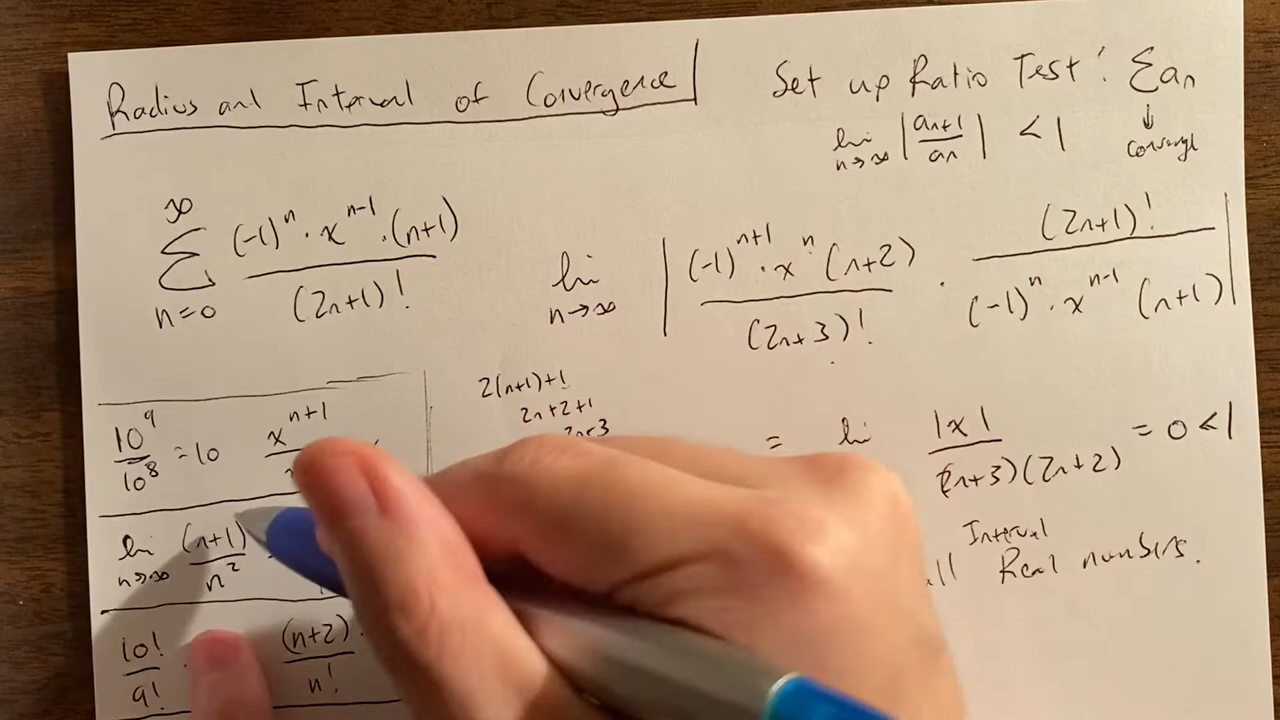 Radius and Interval of Convergence
Set up Ratio Test: Σan
lim n→∞ |an+1/an| < 1
↓
converge
∞ Σ n=0 (-1)^n · x^(n-1) · (n+1) / (2n+1)!
lim n→∞ | (-1)^(n+1) · x^n (n+2) / (2n+3)! · (2n+1)! / (-1)^n · x^(n-1) (n+1) |
2(n+1)+1
2n+2+1
2n+3
10^9/10^8 = 10
x^(n+1)
= lim |x| / (2n+3)(2n+2) = 0 < 1
lim n→∞ (n+1)/n^2
Interval
all Real numbers.
10!/9!
(n+2)/n!